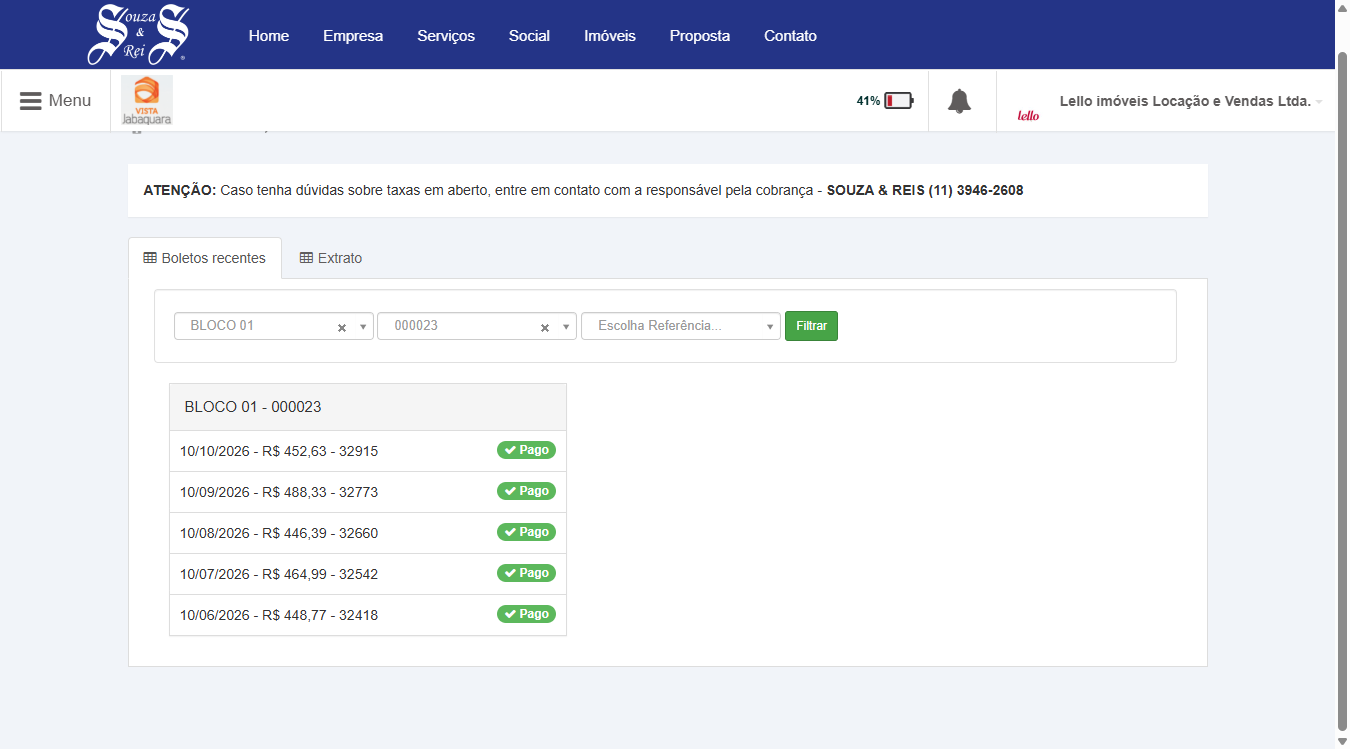 Souza
&
Reis
Home Empresa Serviços Social Imóveis Proposta Contato
Menu
VISTA
Jabaquara
41%
lello
Lello imóveis Locação e Vendas Ltda.
ATENÇÃO: Caso tenha dúvidas sobre taxas em aberto, entre em contato com a responsável pela cobrança - SOUZA & REIS (11) 3946-2608
Boletos recentes Extrato
BLOCO 01 000023 Escolha Referência... Filtrar
BLOCO 01 - 000023
10/10/2026 - R$ 452,63 - 32915 Pago
10/09/2026 - R$ 488,33 - 32773 Pago
10/08/2026 - R$ 446,39 - 32660 Pago
10/07/2026 - R$ 464,99 - 32542 Pago
10/06/2026 - R$ 448,77 - 32418 Pago